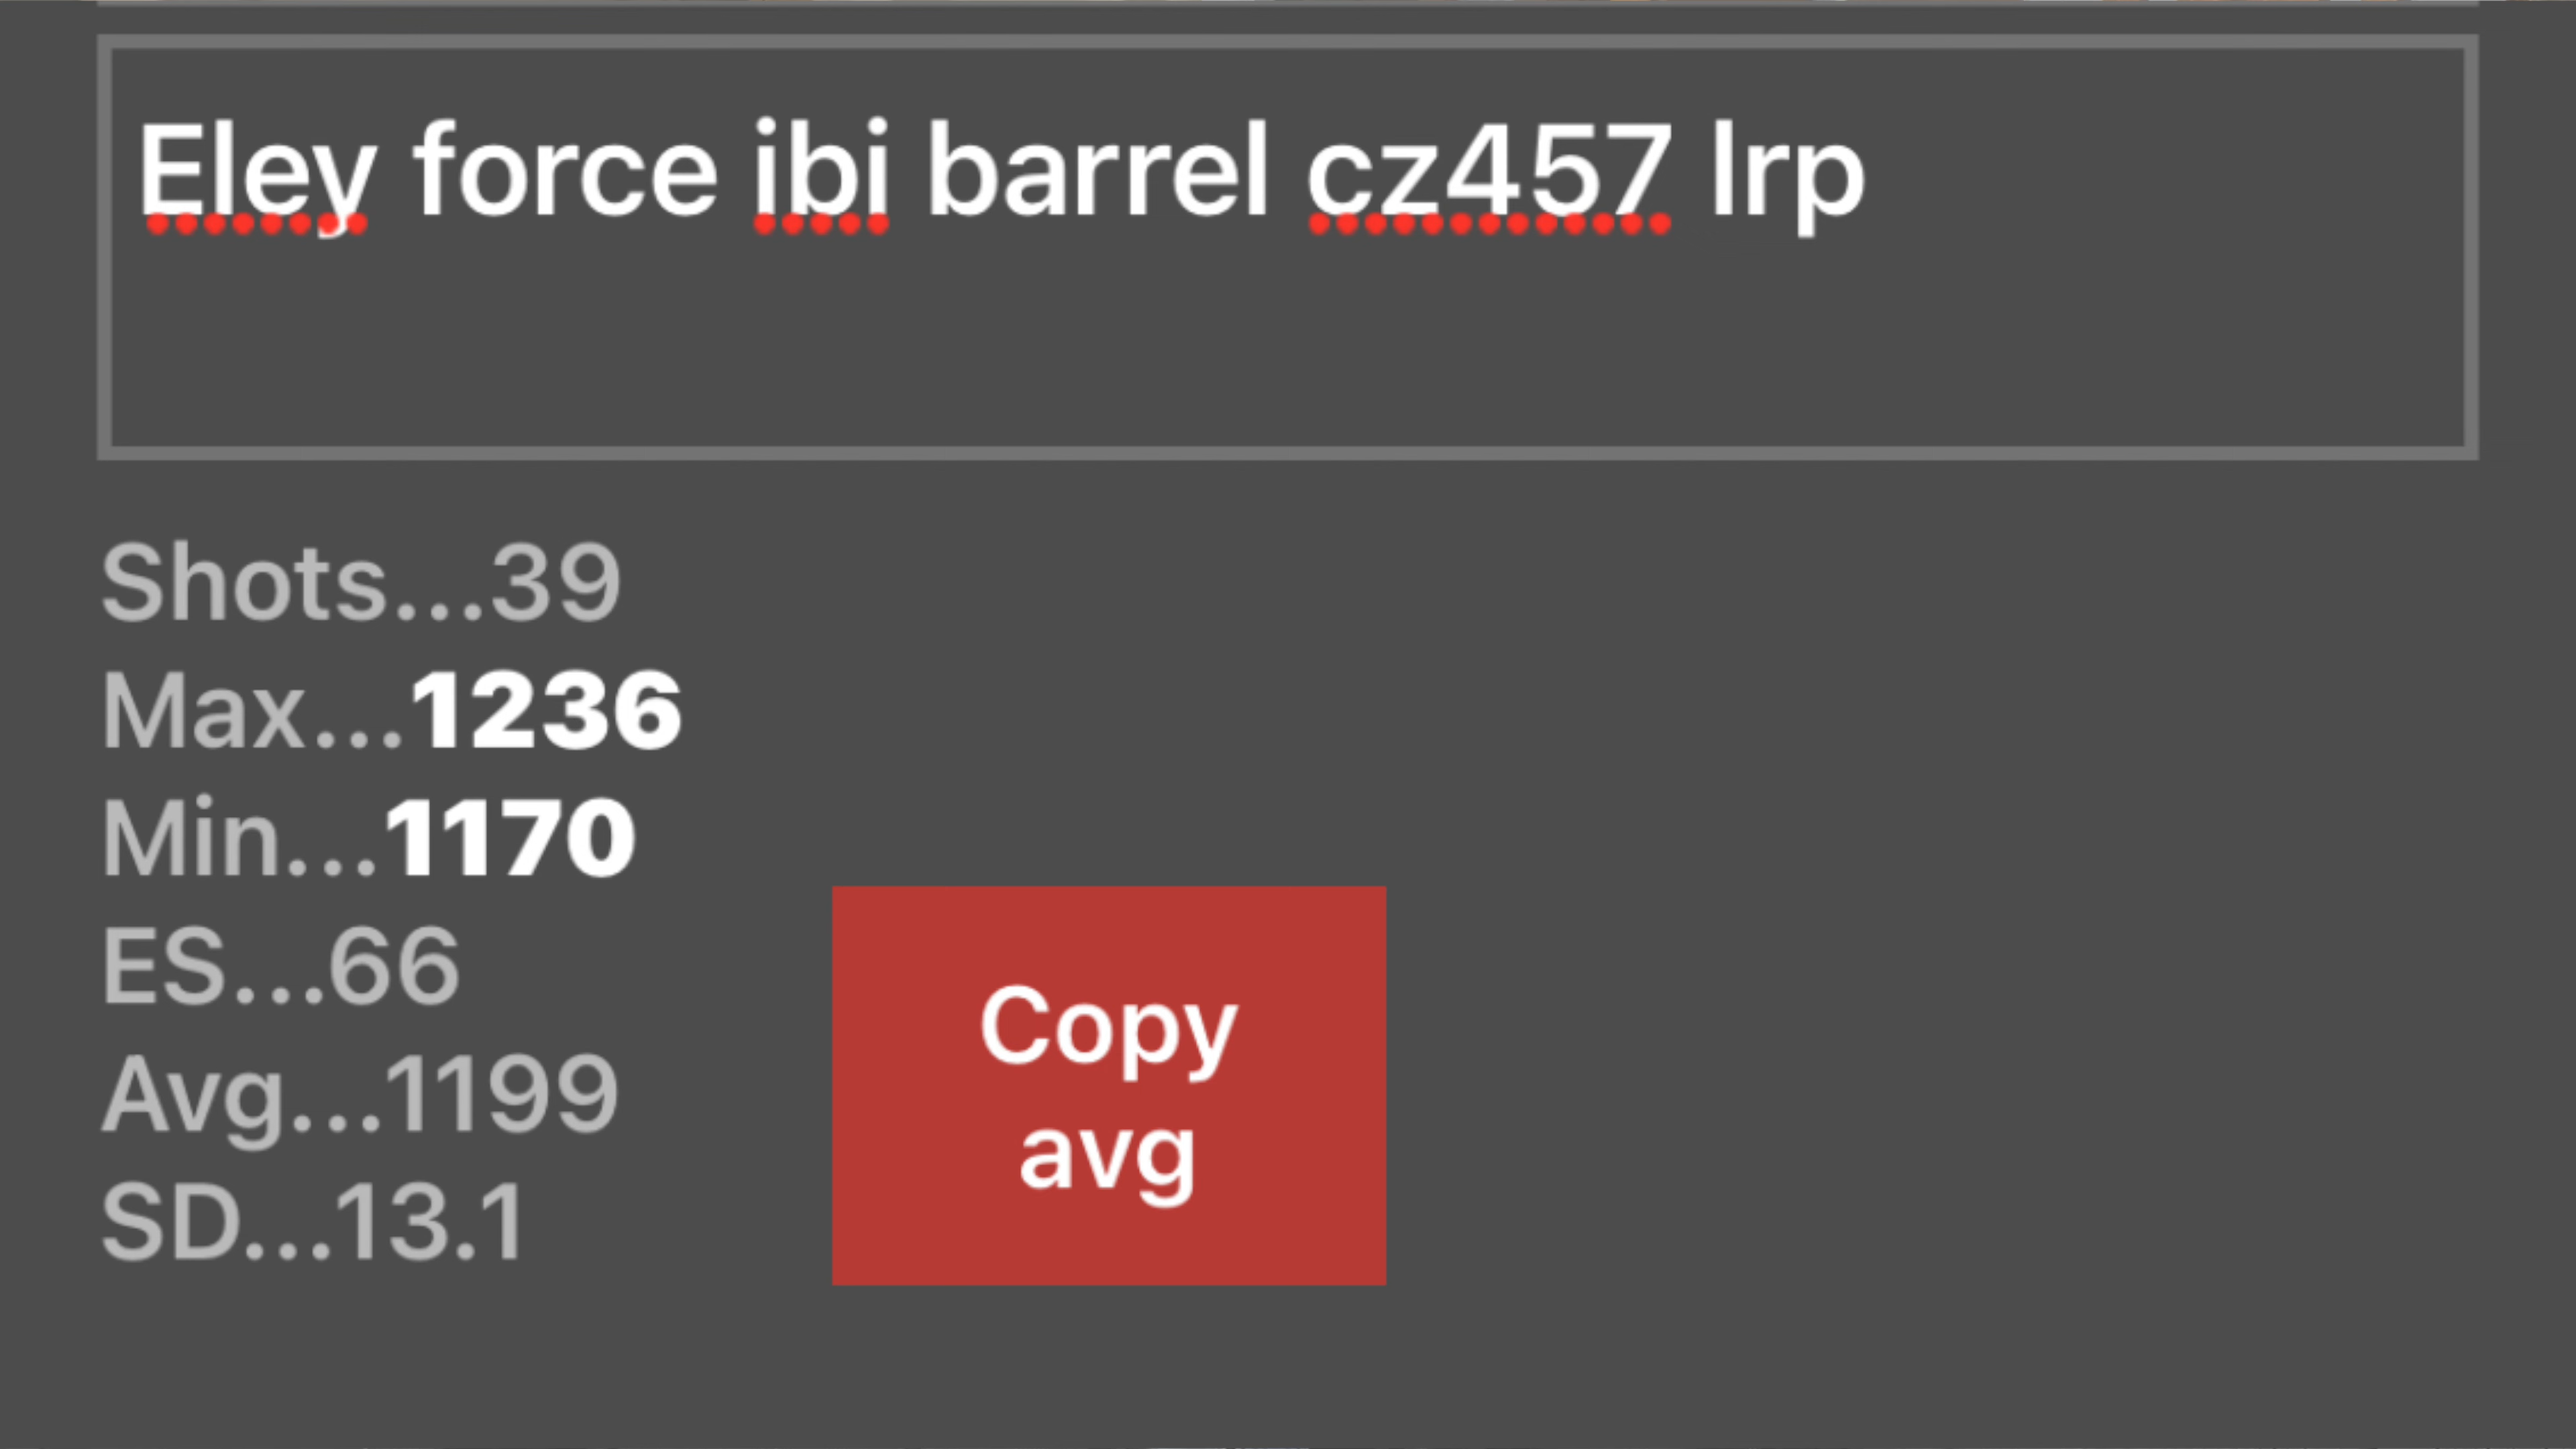 Eley force ibi barrel cz457 lrp
Shots...39
Max...1236
Min...1170
ES...66
Avg...1199
SD...13.1
Copy
avg